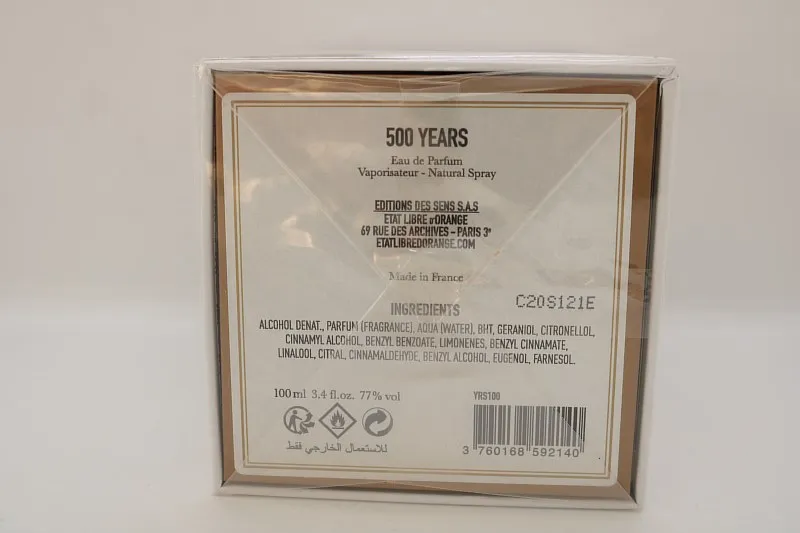 500 YEARS
Eau de Parfum
Vaporisateur - Natural Spray
EDITIONS DES SENS S.A.S
ETAT LIBRE d'ORANGE
69 RUE DES ARCHIVES - PARIS 3e
ETATLIBREDORANGE.COM
Made in France
C20S121E
INGREDIENTS
ALCOHOL DENAT., PARFUM (FRAGRANCE), AQUA (WATER), BHT, GERANIOL, CITRONELLOL,
CINNAMYL ALCOHOL, BENZYL BENZOATE, LIMONENES, BENZYL CINNAMATE,
LINALOOL, CITRAL, CINNAMALDEHYDE, BENZYL ALCOHOL, EUGENOL, FARNESOL.
100 ml 3.4 fl.oz. 77% vol
YRS100
للاستعمال الخارجي فقط
3 760168 592140